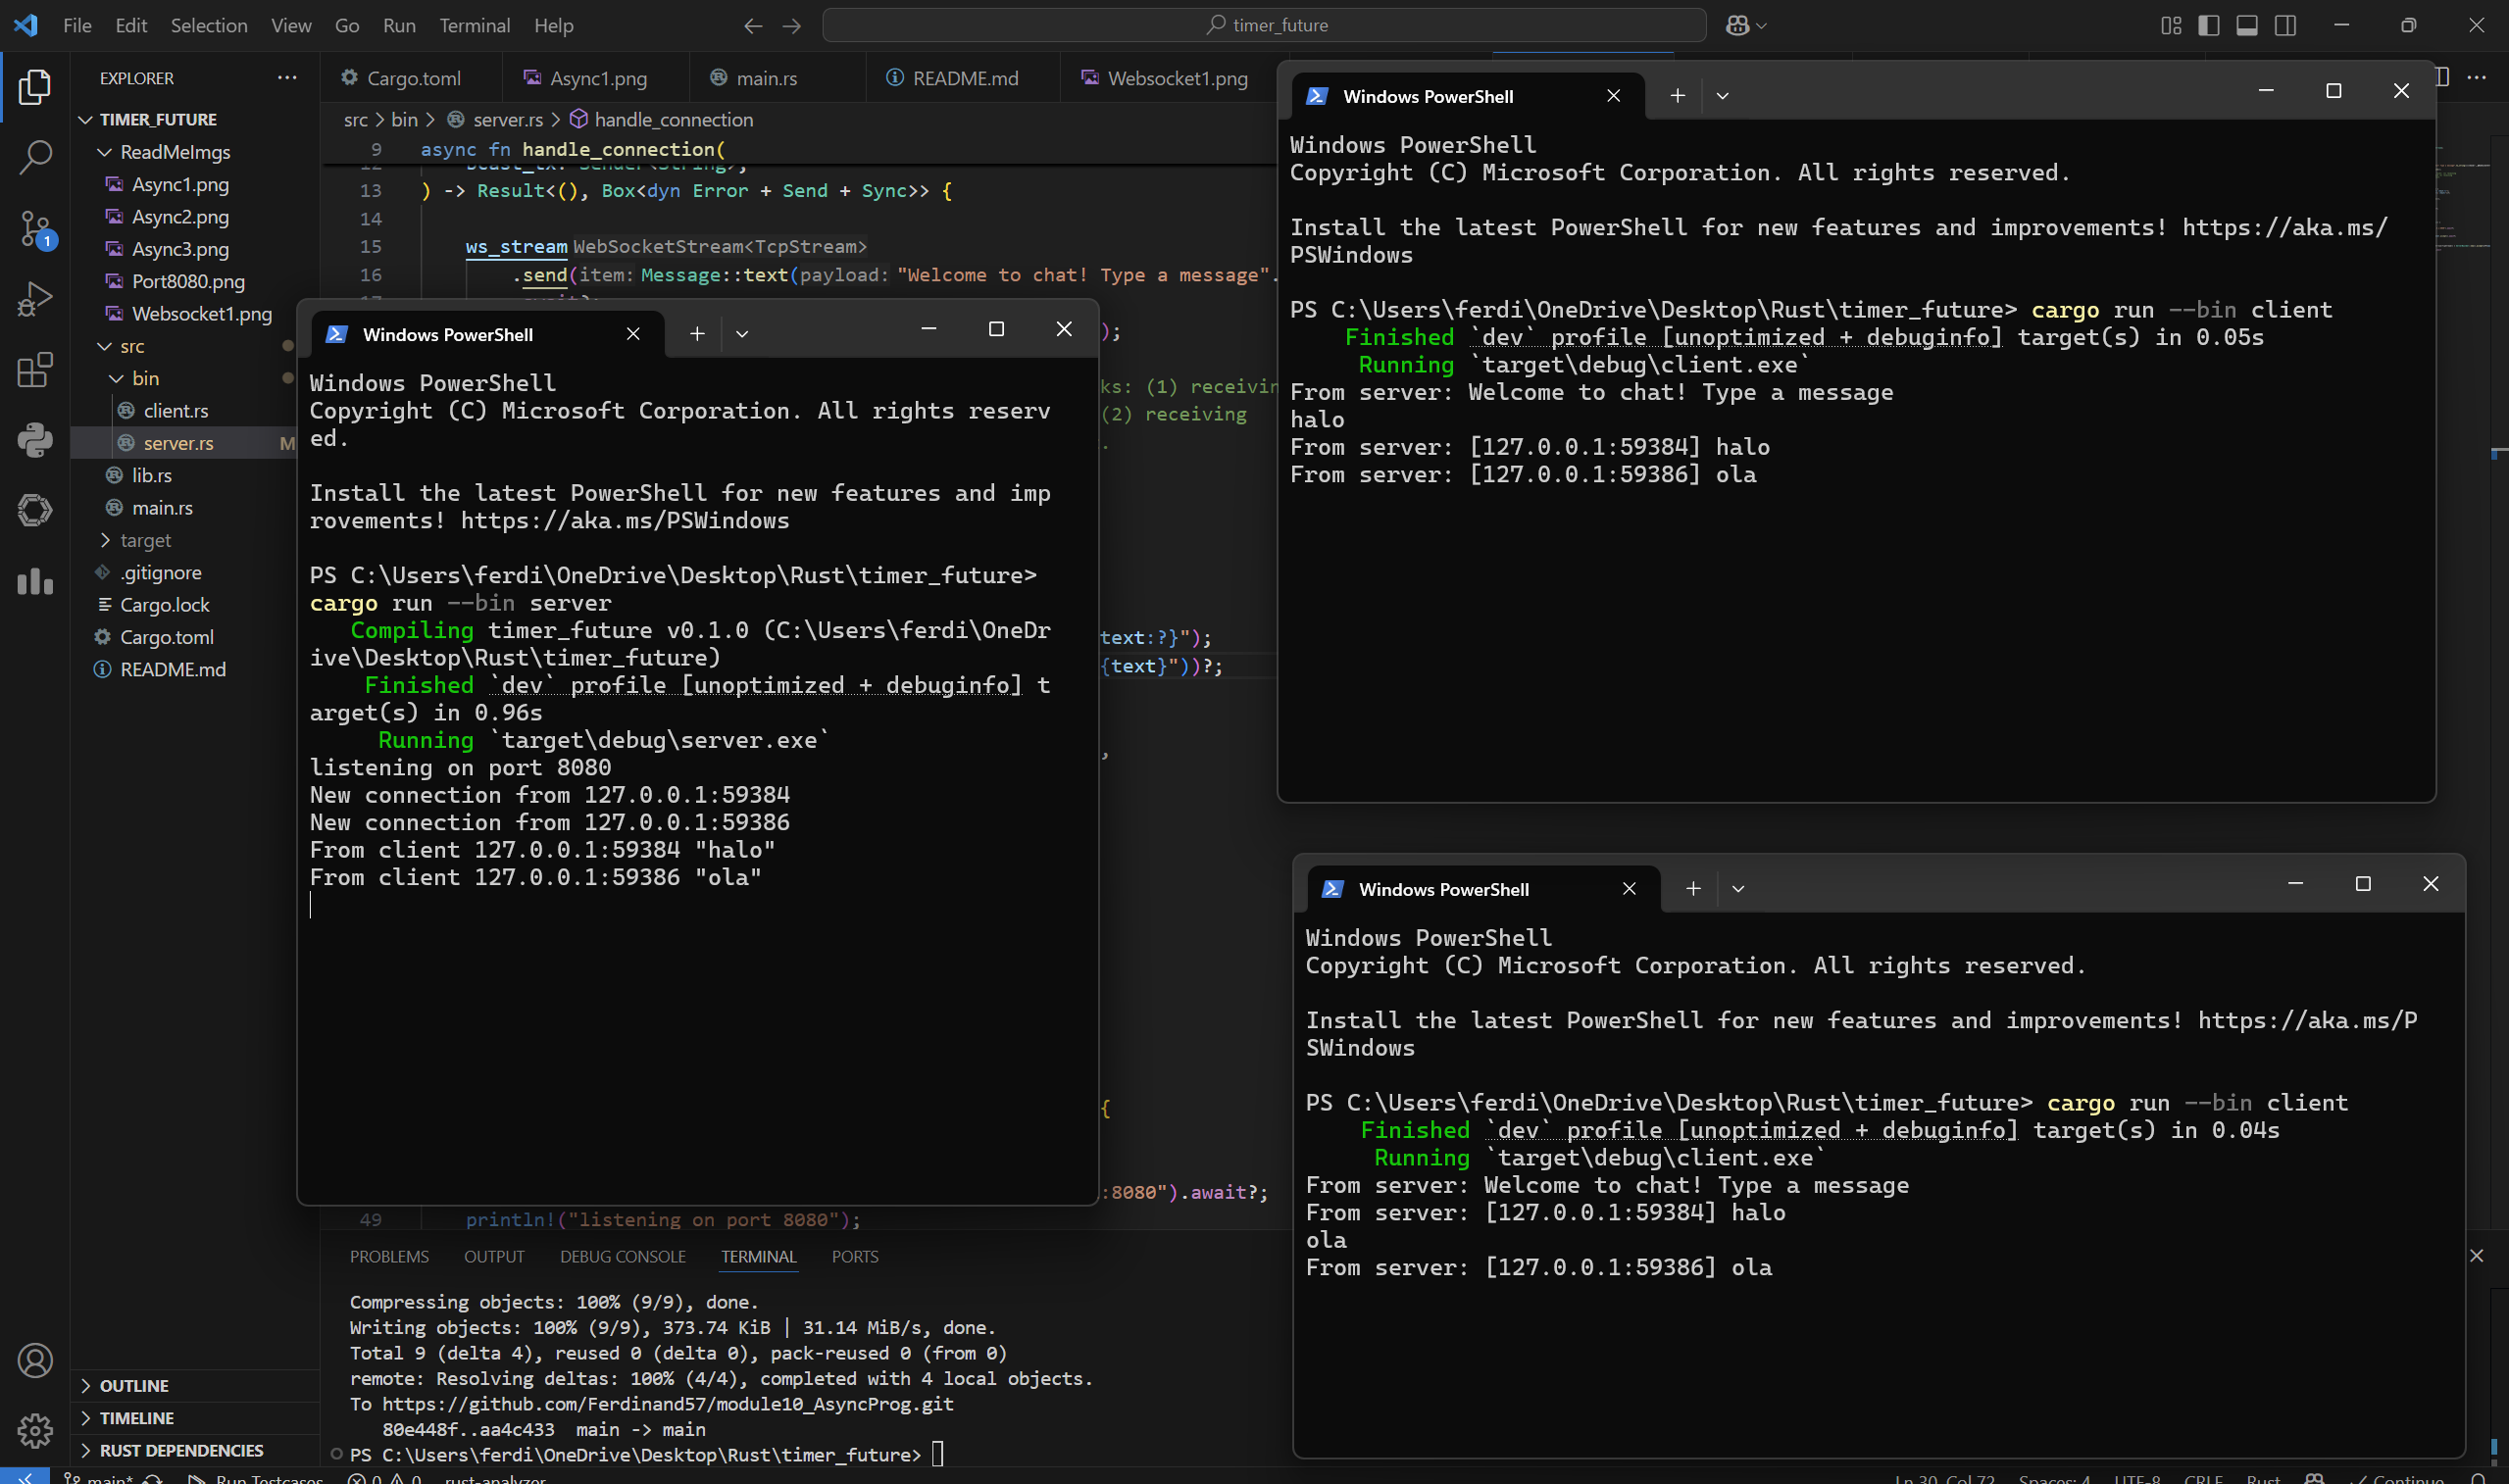 File Edit Selection View Go Run Terminal Help
timer_future
EXPLORER
TIMER_FUTURE
ReadMeImgs
Async1.png
Async2.png
Async3.png
Port8080.png
Websocket1.png
src
bin
client.rs
server.rs M
lib.rs
main.rs
target
.gitignore
Cargo.lock
Cargo.toml
README.md
OUTLINE
TIMELINE
RUST DEPENDENCIES
1
Cargo.toml Async1.png main.rs README.md Websocket1.png
src > bin > server.rs > handle_connection
9 async fn handle_connection(
12 bcast_tx: Sender<String>,
13 ) -> Result<(), Box<dyn Error + Send + Sync>> {
14
15 ws_stream WebSocketStream<TcpStream>
16 .send(item: Message::text(payload: "Welcome to chat! Type a message".
);
ks: (1) receivin
(2) receiving
.
text:?}");
{text}"))?;
,
{
:8080").await?;
49 println!("listening on port 8080");
Windows PowerShell
Windows PowerShell
Copyright (C) Microsoft Corporation. All rights reserv
ed.
Install the latest PowerShell for new features and imp
rovements! https://aka.ms/PSWindows
PS C:\Users\ferdi\OneDrive\Desktop\Rust\timer_future>
cargo run --bin server
Compiling timer_future v0.1.0 (C:\Users\ferdi\OneDr
ive\Desktop\Rust\timer_future)
Finished `dev` profile [unoptimized + debuginfo] t
arget(s) in 0.96s
Running `target\debug\server.exe`
listening on port 8080
New connection from 127.0.0.1:59384
New connection from 127.0.0.1:59386
From client 127.0.0.1:59384 "halo"
From client 127.0.0.1:59386 "ola"
Windows PowerShell
Windows PowerShell
Copyright (C) Microsoft Corporation. All rights reserved.
Install the latest PowerShell for new features and improvements! https://aka.ms/
PSWindows
PS C:\Users\ferdi\OneDrive\Desktop\Rust\timer_future> cargo run --bin client
Finished `dev` profile [unoptimized + debuginfo] target(s) in 0.05s
Running `target\debug\client.exe`
From server: Welcome to chat! Type a message
halo
From server: [127.0.0.1:59384] halo
From server: [127.0.0.1:59386] ola
Windows PowerShell
Windows PowerShell
Copyright (C) Microsoft Corporation. All rights reserved.
Install the latest PowerShell for new features and improvements! https://aka.ms/P
SWindows
PS C:\Users\ferdi\OneDrive\Desktop\Rust\timer_future> cargo run --bin client
Finished `dev` profile [unoptimized + debuginfo] target(s) in 0.04s
Running `target\debug\client.exe`
From server: Welcome to chat! Type a message
From server: [127.0.0.1:59384] halo
ola
From server: [127.0.0.1:59386] ola
PROBLEMS OUTPUT DEBUG CONSOLE TERMINAL PORTS
Compressing objects: 100% (9/9), done.
Writing objects: 100% (9/9), 373.74 KiB | 31.14 MiB/s, done.
Total 9 (delta 4), reused 0 (delta 0), pack-reused 0 (from 0)
remote: Resolving deltas: 100% (4/4), completed with 4 local objects.
To https://github.com/Ferdinand57/module10_AsyncProg.git
80e448f..aa4c433 main -> main
PS C:\Users\ferdi\OneDrive\Desktop\Rust\timer_future>
main* Run Testcases 0 0 rust-analyzer Ln 30, Col 72 Spaces: 4 UTF-8 CRLF Rust Continue